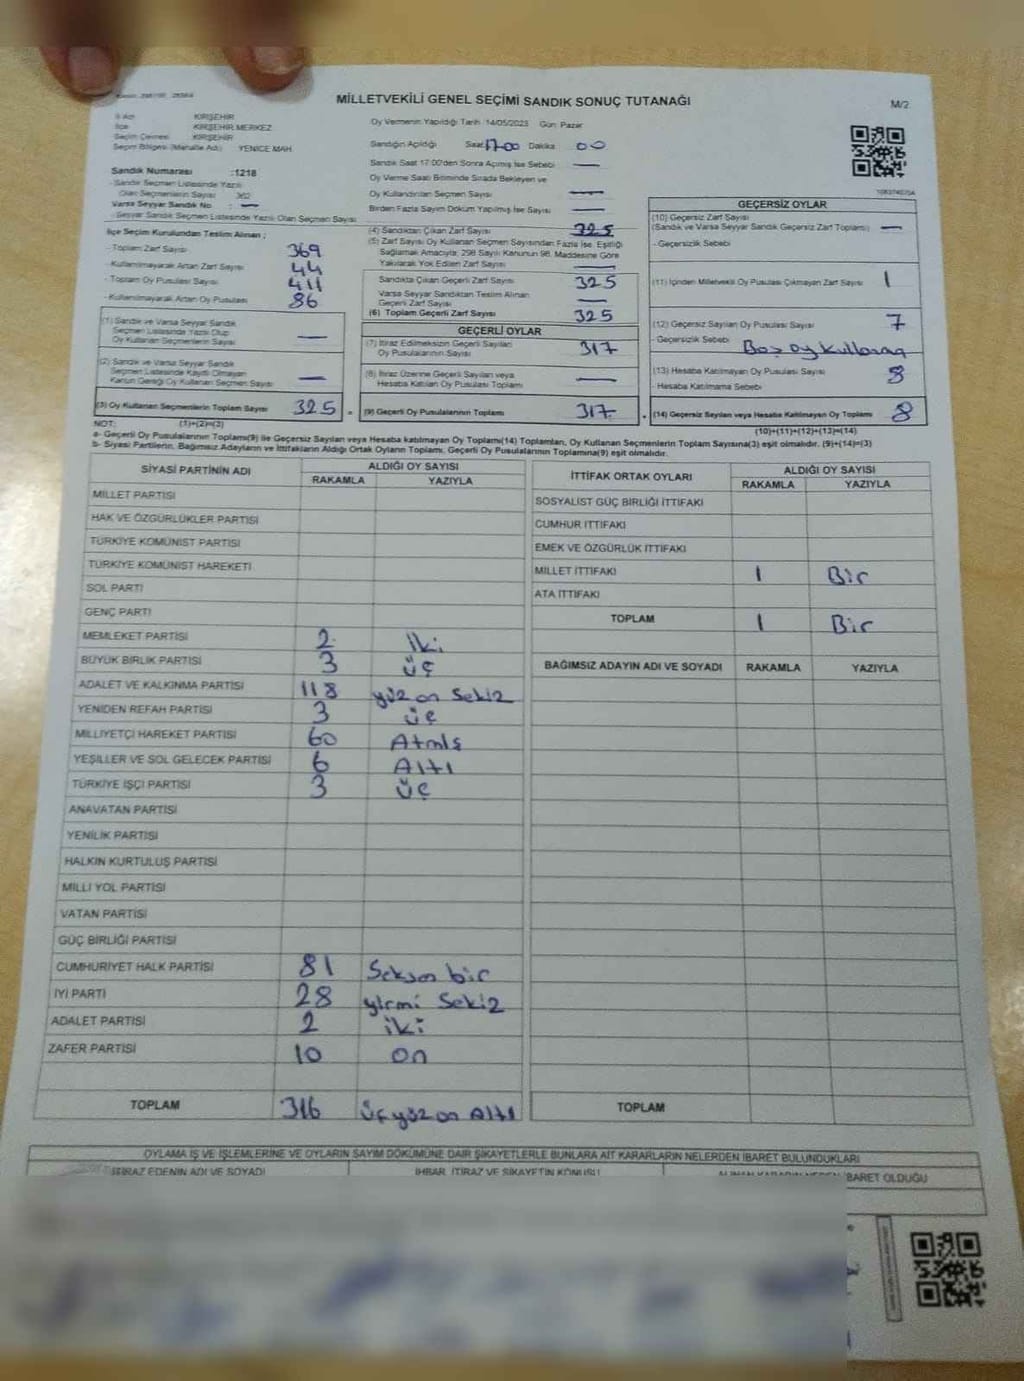 MİLLETVEKİLİ GENEL SEÇİMİ SANDIK SONUÇ TUTANAĞI
M/2
İl Adı KIRŞEHİR
İlçe KIRŞEHİR MERKEZ
Seçim Çevresi KIRŞEHİR
Seçim Bölgesi (Mahalle Adı) YENİCE MAH
Oy Vermenin Yapıldığı Tarih :14/05/2023 Gün: Pazar
Sandığın Açıldığı Saat 17:00 Dakika 00
Sandık Saat 17:00'den Sonra Açılmış İse Sebebi —
Oy Verme Saati Bitiminde Sırada Bekleyen ve
Oy Kullandırılan Seçmen Sayısı —
Birden Fazla Sayım Döküm Yapılmış İse Sayısı —
Sandık Numarası :1218
- Sandık Seçmen Listesinde Yazılı
Olan Seçmenlerin Sayısı 362
Varsa Seyyar Sandık No : —
- Seyyar Sandık Seçmen Listesinde Yazılı Olan Seçmen Sayısı
İlçe Seçim Kurulundan Teslim Alınan ;
- Toplam Zarf Sayısı 369
- Kullanılmayarak Artan Zarf Sayısı 44
- Toplam Oy Pusulası Sayısı 411
- Kullanılmayarak Artan Oy Pusulası 86
(1) Sandık ve Varsa Seyyar Sandık
Seçmen Listesinde Yazılı Olup
Oy Kullanan Seçmenlerin Sayısı —
(2) Sandık ve Varsa Seyyar Sandık
Seçmen Listesinde Kayıtlı Olmayan
Kanun Gereği Oy Kullanan Seçmen Sayısı —
(3) Oy Kullanan Seçmenlerin Toplam Sayısı 325
(4) Sandıktan Çıkan Zarf Sayısı 325
(5) Zarf Sayısı Oy Kullanan Seçmen Sayısından Fazla İse, Eşitliği
Sağlamak Amacıyla; 298 Sayılı Kanunun 98. Maddesine Göre
Yakılarak Yok Edilen Zarf Sayısı —
Sandıkta Çıkan Geçerli Zarf Sayısı 325
Varsa Seyyar Sandıktan Teslim Alınan
Geçerli Zarf Sayısı —
(6) Toplam Geçerli Zarf Sayısı 325
GEÇERLİ OYLAR
(7) İtiraz Edilmeksizin Geçerli Sayılan
Oy Pusulalarının Sayısı 317
(8) İtiraz Üzerine Geçerli Sayılan veya
Hesaba Katılan Oy Pusulası Toplamı —
(9) Geçerli Oy Pusulalarının Toplamı 317
GEÇERSİZ OYLAR
(10) Geçersiz Zarf Sayısı
(Sandık ve Varsa Seyyar Sandık Geçersiz Zarf Toplamı) —
- Geçersizlik Sebebi
(11) İçinden Milletvekili Oy Pusulası Çıkmayan Zarf Sayısı 1
(12) Geçersiz Sayılan Oy Pusulası Sayısı 7
- Geçersizlik Sebebi Boş oy kullanma
(13) Hesaba Katılmayan Oy Pusulası Sayısı 8
- Hesaba Katılmama Sebebi
(14) Geçersiz Sayılan veya Hesaba Katılmayan Oy Toplamı 8
NOT: (1)+(2)=(3)
(10)+(11)+(12)+(13)=(14)
a- Geçerli Oy Pusulalarının Toplamı(9) ile Geçersiz Sayılan veya Hesaba katılmayan Oy Toplamı(14) Toplamları, Oy Kullanan Seçmenlerin Toplam Sayısına(3) eşit olmalıdır. (9)+(14)=(3)
b- Siyasi Partilerin, Bağımsız Adayların ve İttifakların Aldığı Ortak Oyların Toplamı, Geçerli Oy Pusulalarının Toplamına(9) eşit olmalıdır.
SİYASİ PARTİNİN ADI ALDIĞI OY SAYISI
RAKAMLA YAZIYLA
MİLLET PARTİSİ
HAK VE ÖZGÜRLÜKLER PARTİSİ
TÜRKİYE KOMÜNİST PARTİSİ
TÜRKİYE KOMÜNİST HAREKETİ
SOL PARTİ
GENÇ PARTİ
MEMLEKET PARTİSİ 2 iki
BÜYÜK BİRLİK PARTİSİ 3 üç
ADALET VE KALKINMA PARTİSİ 118 yüz on sekiz
YENİDEN REFAH PARTİSİ 3 üç
MİLLİYETÇİ HAREKET PARTİSİ 60 Atmış
YEŞİLLER VE SOL GELECEK PARTİSİ 6 Altı
TÜRKİYE İŞÇİ PARTİSİ 3 üç
ANAVATAN PARTİSİ
YENİLİK PARTİSİ
HALKIN KURTULUŞ PARTİSİ
MİLLİ YOL PARTİSİ
VATAN PARTİSİ
GÜÇ BİRLİĞİ PARTİSİ
CUMHURİYET HALK PARTİSİ 81 Seksen bir
İYİ PARTİ 28 yirmi sekiz
ADALET PARTİSİ 2 iki
ZAFER PARTİSİ 10 on
TOPLAM 316 üçyüz on Altı
İTTİFAK ORTAK OYLARI ALDIĞI OY SAYISI
RAKAMLA YAZIYLA
SOSYALİST GÜÇ BİRLİĞİ İTTİFAKI
CUMHUR İTTİFAKI
EMEK VE ÖZGÜRLÜK İTTİFAKI
MİLLET İTTİFAKI 1 Bir
ATA İTTİFAKI
TOPLAM 1 Bir
BAĞIMSIZ ADAYIN ADI VE SOYADI RAKAMLA YAZIYLA
TOPLAM
OYLAMA İŞ VE İŞLEMLERİNE VE OYLARIN SAYIM DÖKÜMÜNE DAİR ŞİKAYETLERLE BUNLARA AİT KARARLARIN NELERDEN İBARET BULUNDUKLARI
İTİRAZ EDENİN ADI VE SOYADI İHBAR, İTİRAZ VE ŞİKAYETİN KONUSU ALINAN KARARIN NEDEN İBARET OLDUĞU